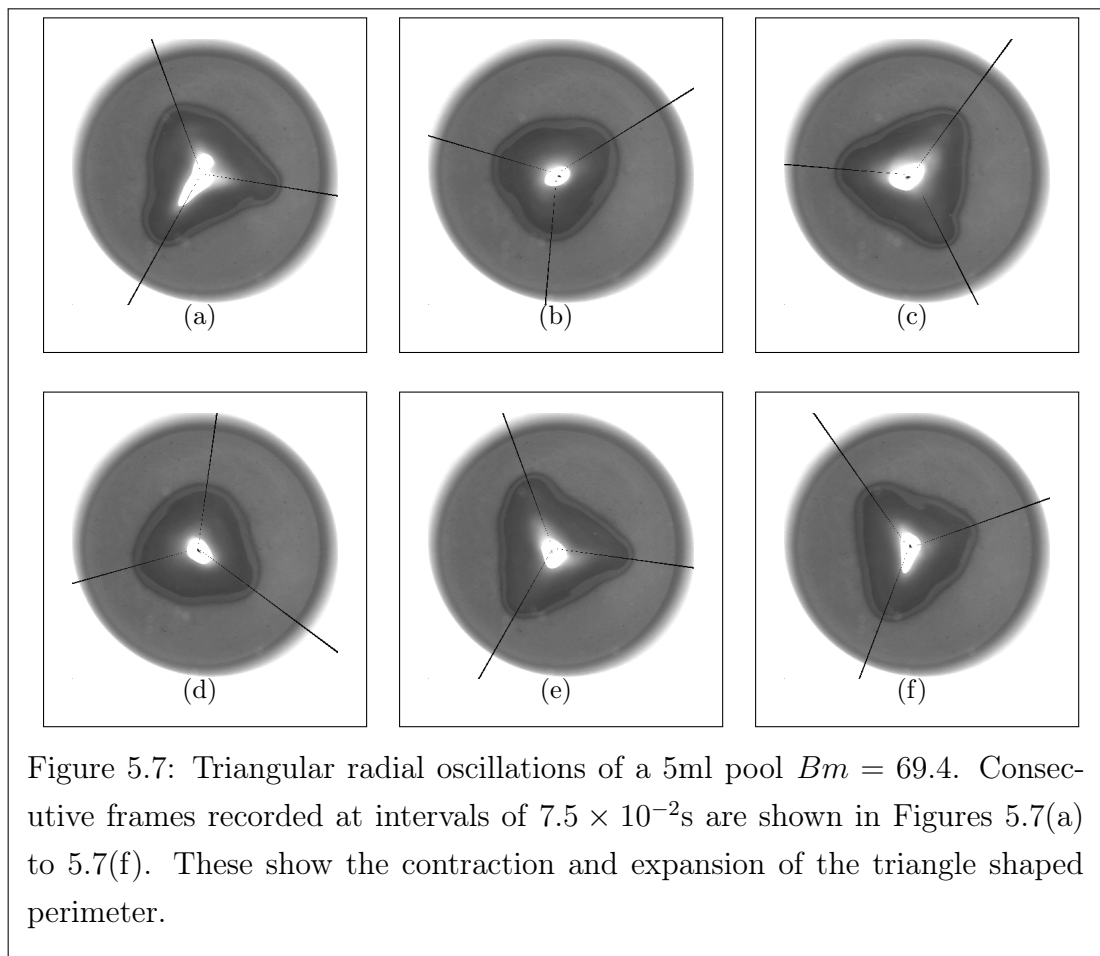 (a)
(b)
(c)
(d)
(e)
(f)
Figure 5.7: Triangular radial oscillations of a 5ml pool Bm = 69.4. Consec-
utive frames recorded at intervals of 7.5 × 10⁻²s are shown in Figures 5.7(a)
to 5.7(f). These show the contraction and expansion of the triangle shaped
perimeter.